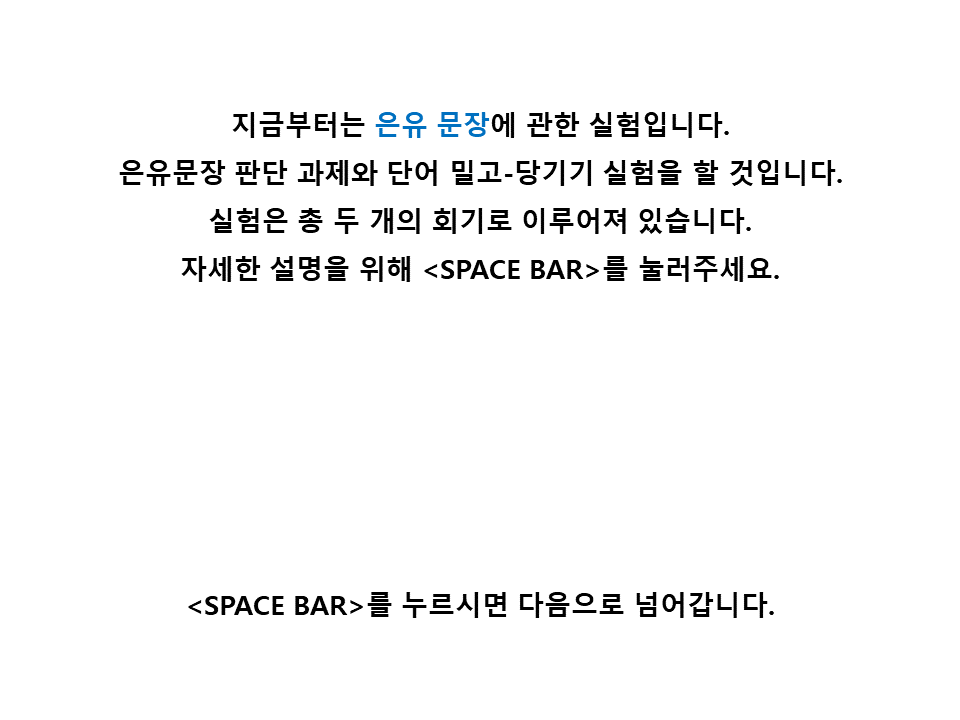 지금부터는 은유 문장에 관한 실험입니다.
은유문장 판단 과제와 단어 밀고-당기기 실험을 할 것입니다.
실험은 총 두 개의 회기로 이루어져 있습니다.
자세한 설명을 위해 <SPACE BAR>를 눌러주세요.
<SPACE BAR>를 누르시면 다음으로 넘어갑니다.